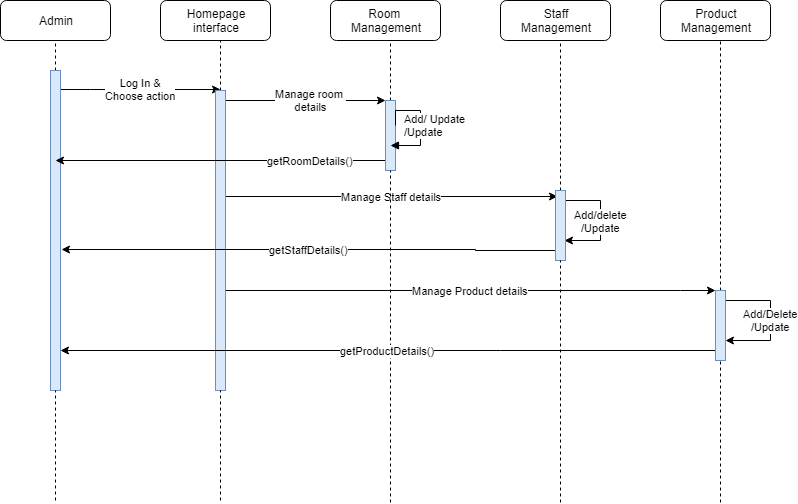 Admin
Homepage
interface
Room
Management
Staff
Management
Product
Management
Log In &
Choose action
Manage room
details
Add/ Update
/Update
getRoomDetails()
Manage Staff details
Add/delete
/Update
getStaffDetails()
Manage Product details
Add/Delete
/Update
getProductDetails()